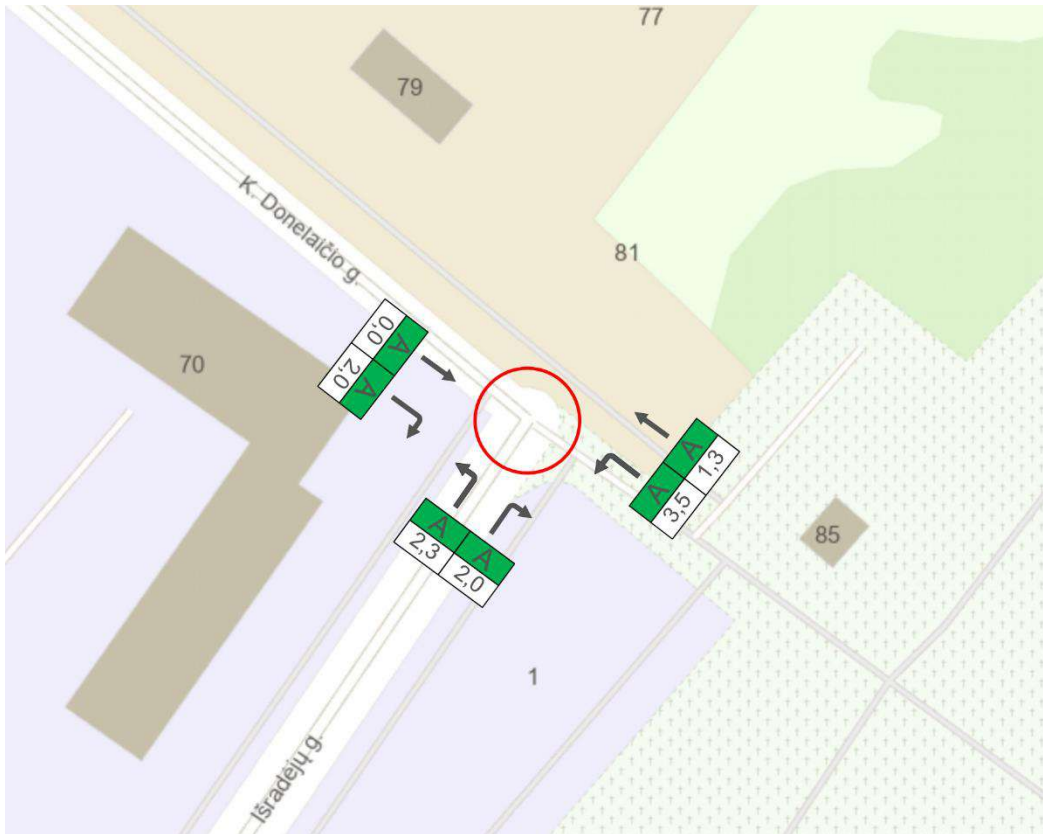 77
79
K. Donelaičio g.
81
70
A A
0,0 2,0
A A
1,3 3,5
A A
2,3 2,0
85
1
Išradėjų g.